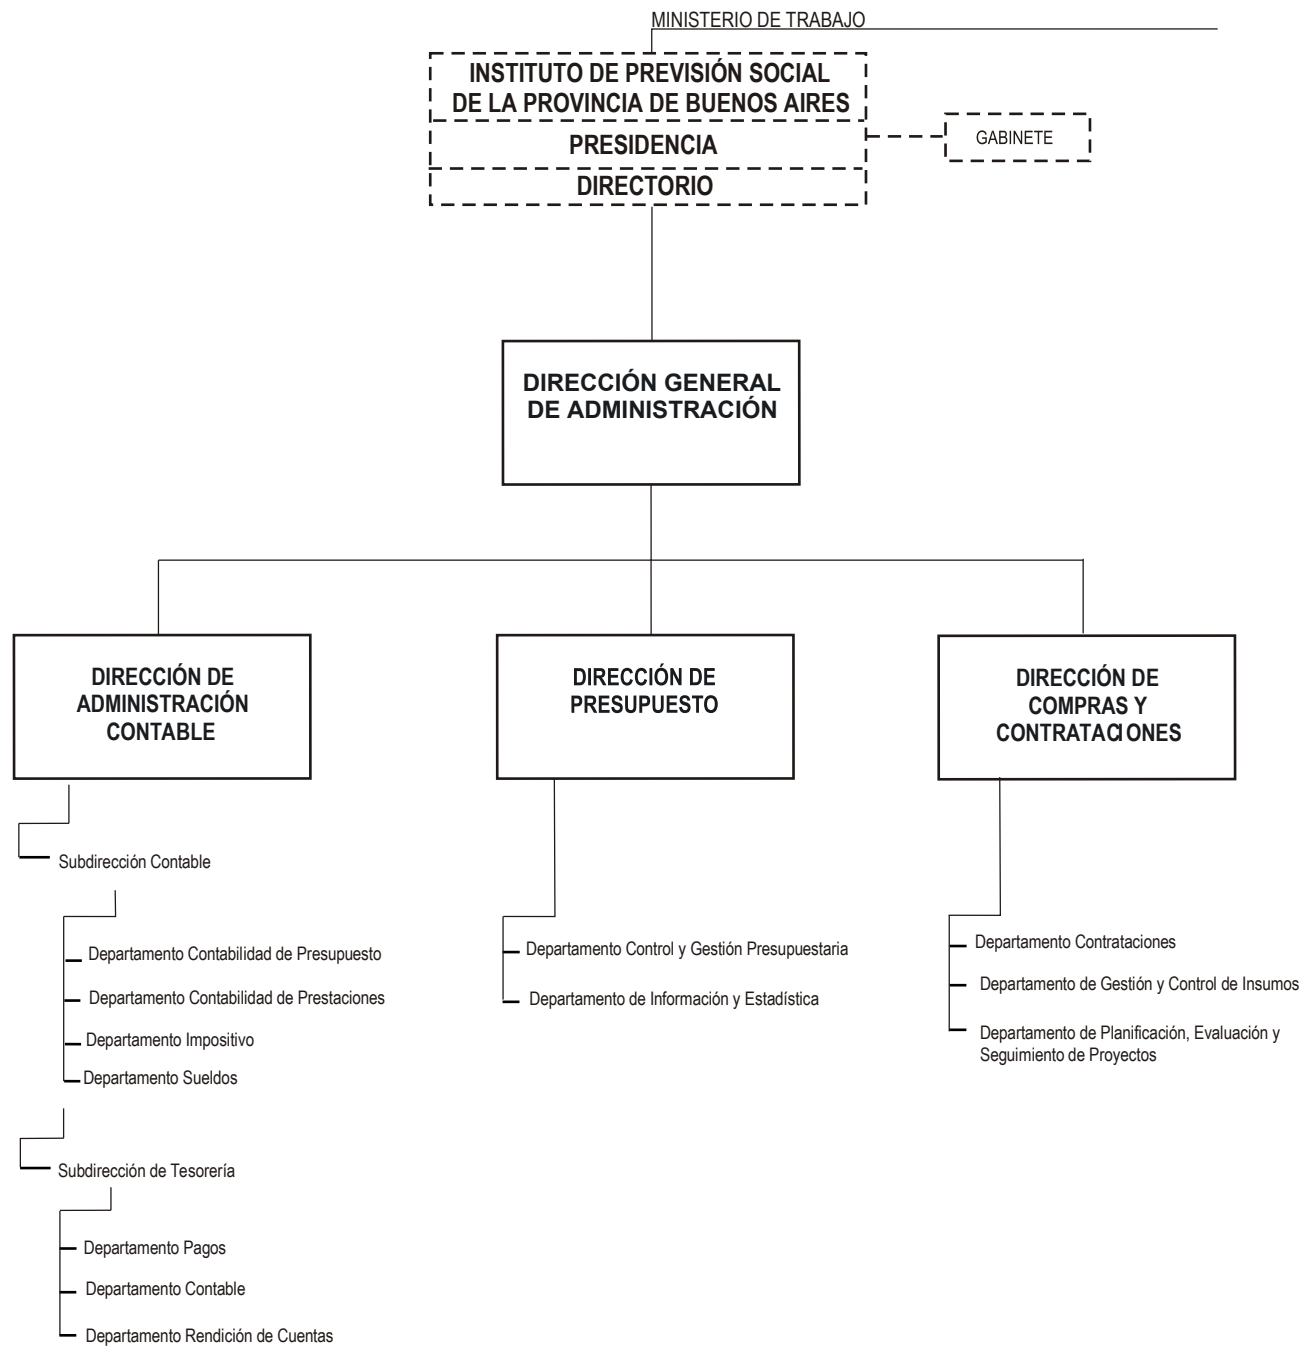 MINISTERIO DE TRABAJO
INSTITUTO DE PREVISIÓN SOCIAL
DE LA PROVINCIA DE BUENOS AIRES
PRESIDENCIA
GABINETE
DIRECTORIO
DIRECCIÓN GENERAL
DE ADMINISTRACIÓN
DIRECCIÓN DE
ADMINISTRACIÓN
CONTABLE
DIRECCIÓN DE
PRESUPUESTO
DIRECCIÓN DE
COMPRAS Y
CONTRATACIONES
Subdirección Contable
Departamento Contabilidad de Presupuesto
Departamento Contabilidad de Prestaciones
Departamento Impositivo
Departamento Sueldos
Subdirección de Tesorería
Departamento Pagos
Departamento Contable
Departamento Rendición de Cuentas
Departamento Control y Gestión Presupuestaria
Departamento de Información y Estadística
Departamento Contrataciones
Departamento de Gestión y Control de Insumos
Departamento de Planificación, Evaluación y
Seguimiento de Proyectos